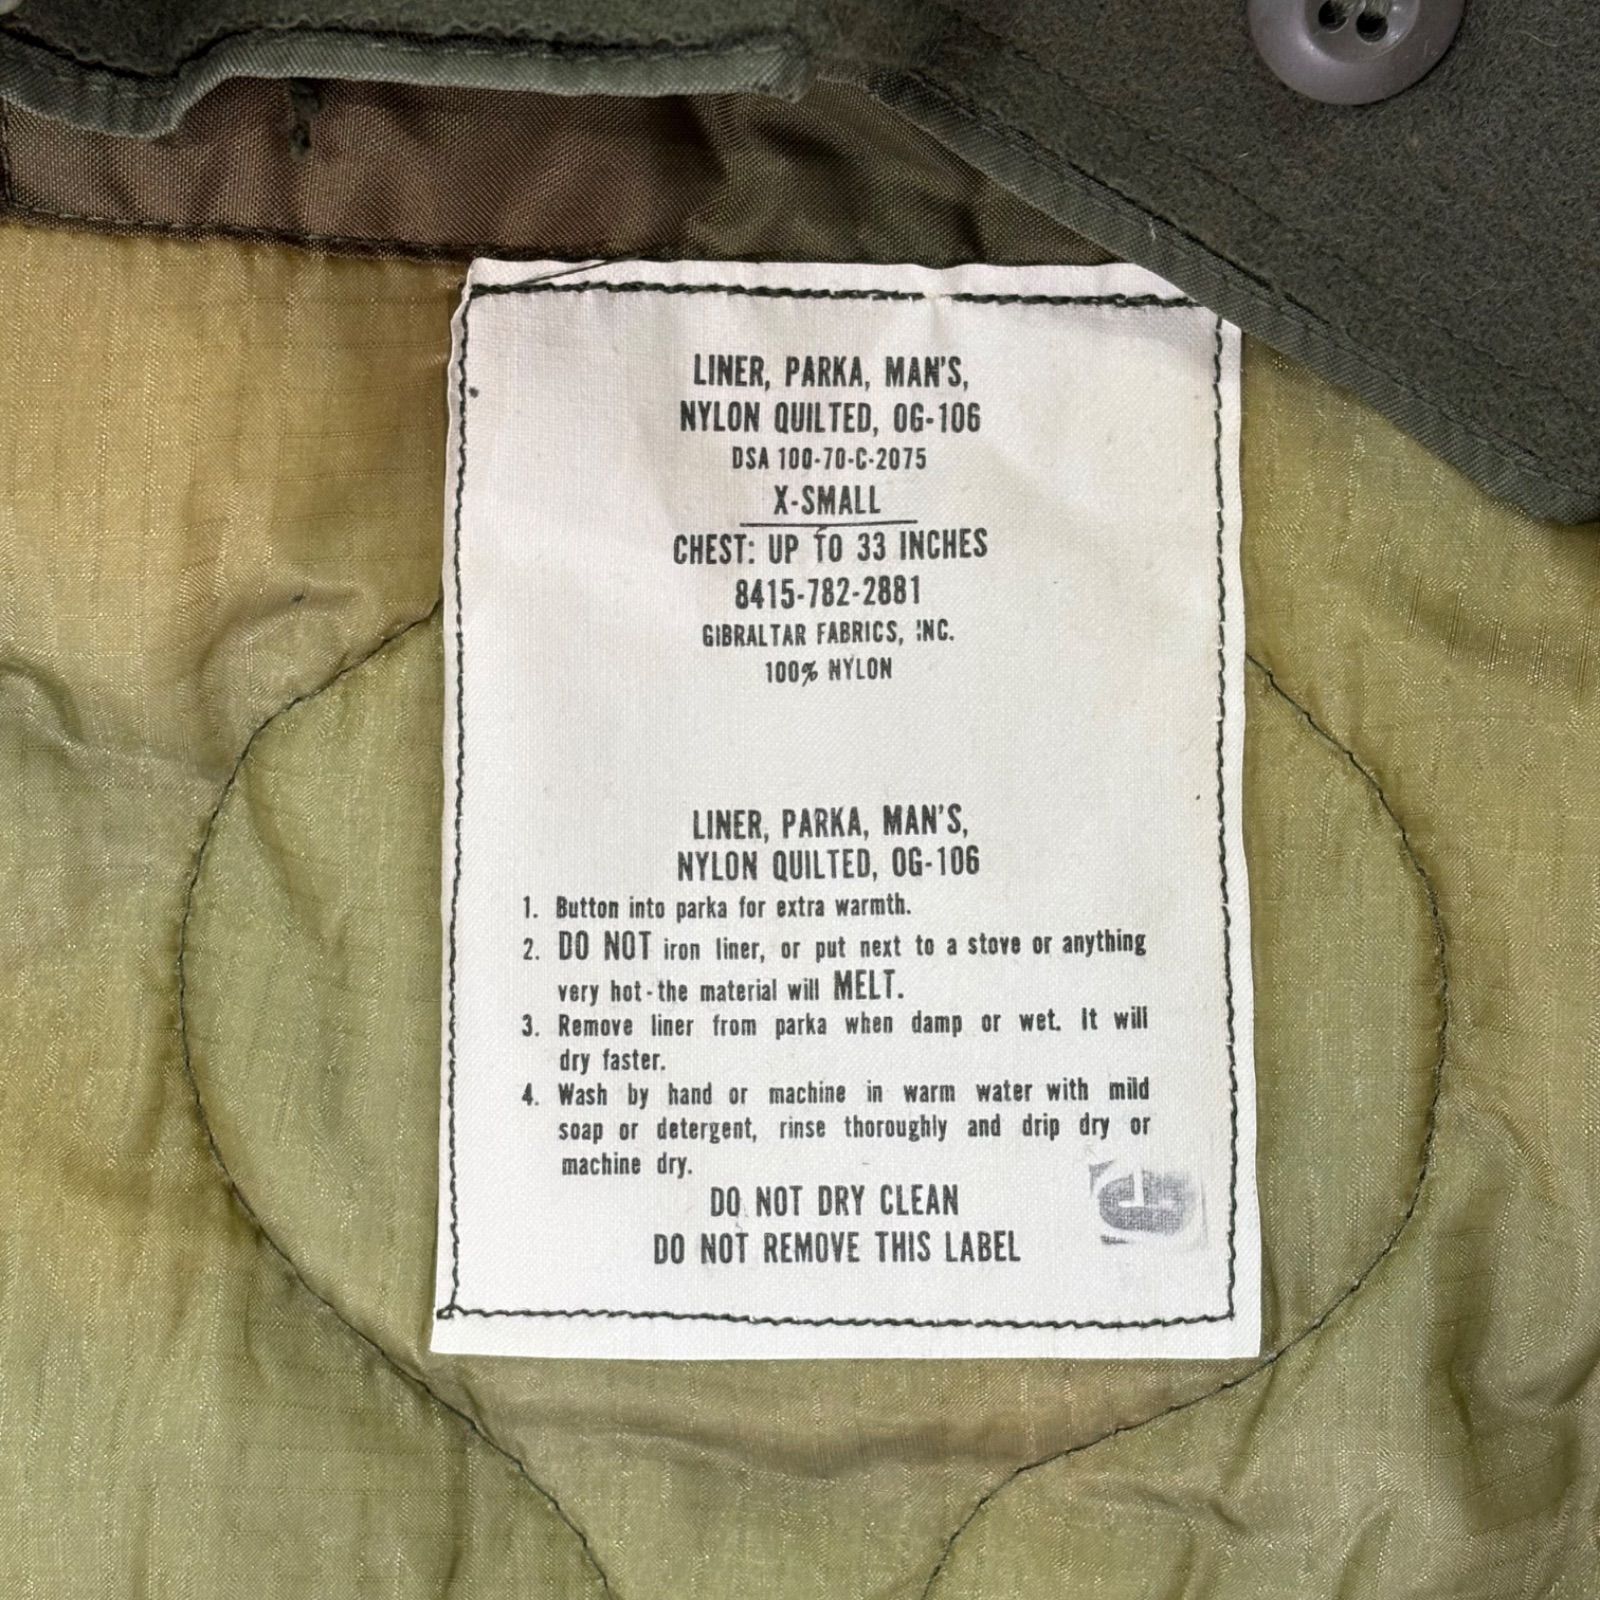 LINER, PARKA, MAN'S,
NYLON QUILTED, OG-106
DSA 100-70-C-2075
X-SMALL
CHEST: UP TO 33 INCHES
8415-782-2881
GIBRALTAR FABRICS, INC.
100% NYLON
LINER, PARKA, MAN'S,
NYLON QUILTED, OG-106
1. Button into parka for extra warmth.
2. DO NOT iron liner, or put next to a stove or anything
very hot-the material will MELT.
3. Remove liner from parka when damp or wet. It will
dry faster.
4. Wash by hand or machine in warm water with mild
soap or detergent, rinse thoroughly and drip dry or
machine dry.
DO NOT DRY CLEAN
DO NOT REMOVE THIS LABEL